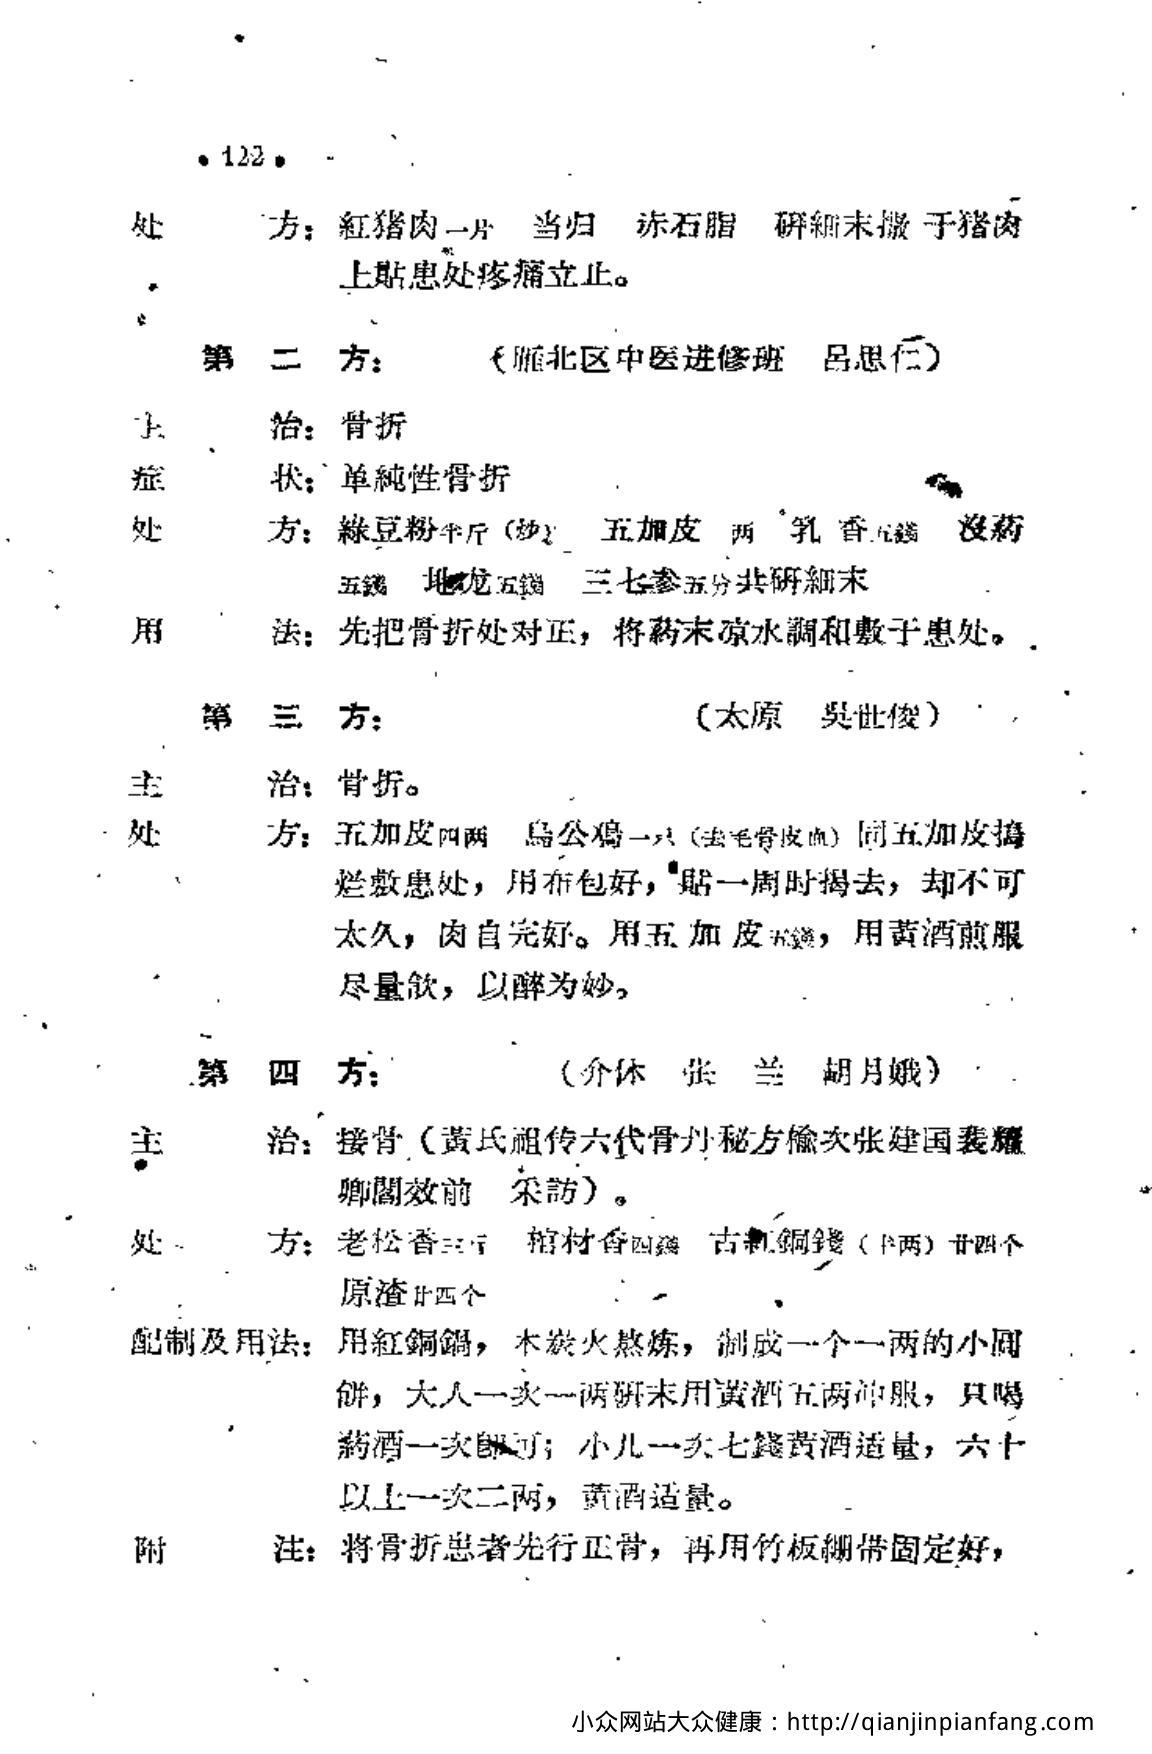 • 122 •
处　　方：紅猪肉一片　当归　赤石脂　研細末撒于猪肉
上貼患处疼痛立止。
第二方：　（雁北区中医进修班　呂思仁）
主　　治：骨折
症　　状：单純性骨折
处　　方：綠豆粉半斤（炒）　五加皮　两　乳香五錢　沒葯
五錢　地龙五錢　三七参五分共研細末
用　　法：先把骨折处对正，将葯末凉水調和敷于患处。
第三方：　（太原　吳世俊）
主　　治：骨折。
处　　方：五加皮四两　烏公鸡一只（去毛骨皮血）同五加皮搗
烂敷患处，用布包好，貼一周时揭去，却不可
太久，肉自完好。用五加皮五錢，用黄酒煎服
尽量飲，以醉为妙。
第四方：　（介休　张　兰　胡月娥）
主　　治：接骨（黃氏祖传六代骨丹秘方榆次张建国裴耀
卿閻效前　采訪）。
处　　方：老松香三斤　棺材香四錢　古紅銅錢（半两）廿四个
原渣廿四个
配制及用法：用紅銅鍋，木炭火熬炼，制成一个一两的小圆
餅，大人一次一两研末用黄酒五两冲服，只喝
葯酒一次即可；小儿一次七錢黄酒适量，六十
以上一次二两，黄酒适量。
附　　注：将骨折患者先行正骨，再用竹板綳带固定好，
小众网站大众健康：http://qianjinpianfang.com